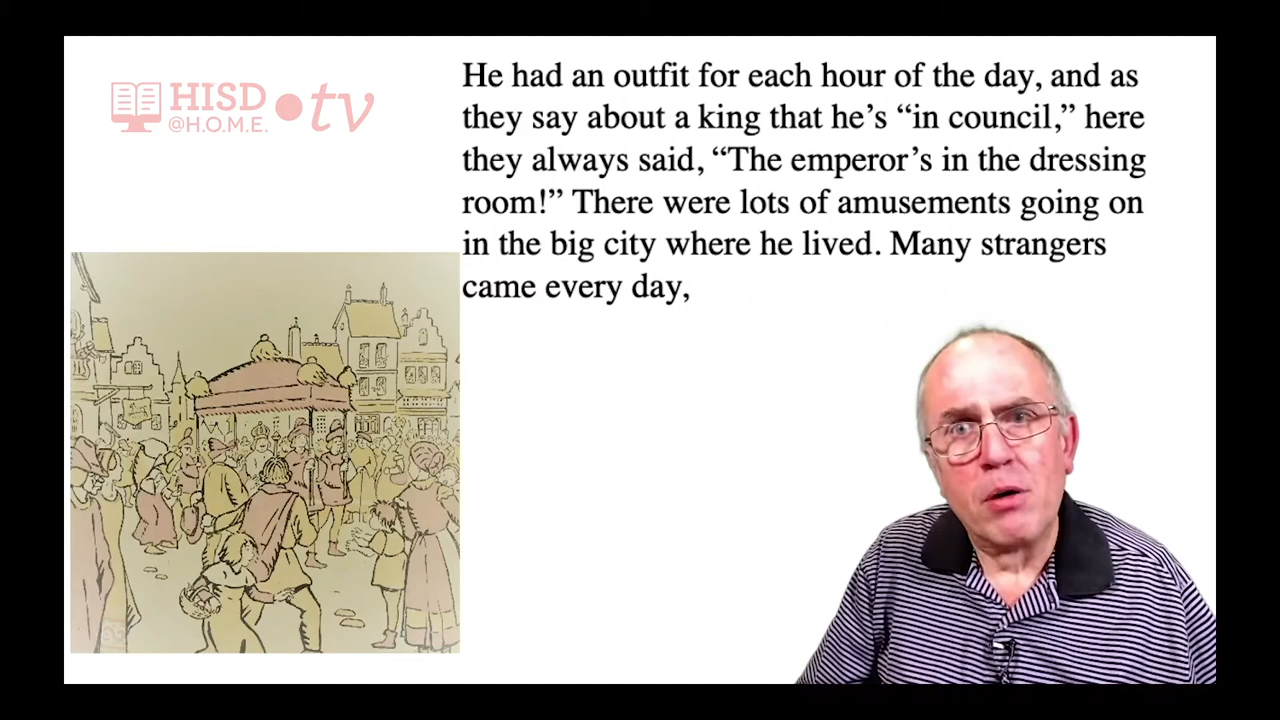 HISD
@H.O.M.E.
tv
He had an outfit for each hour of the day, and as
they say about a king that he’s “in council,” here
they always said, “The emperor’s in the dressing
room!” There were lots of amusements going on
in the big city where he lived. Many strangers
came every day,